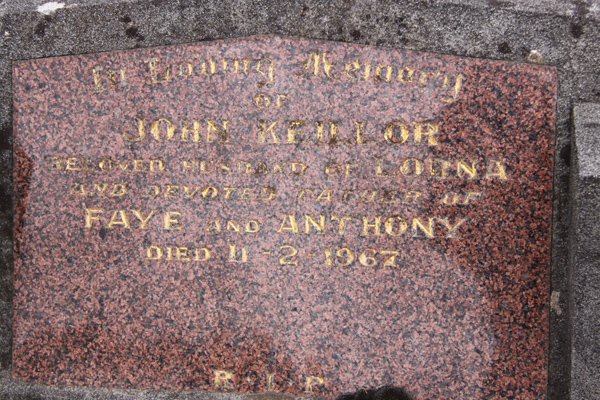 In Loving Memory
OF
JOHN KEILLOR
BELOVED HUSBAND OF LORNA
AND DEVOTED FATHER OF
FAYE AND ANTHONY
DIED 11-2-1967
R·I·P